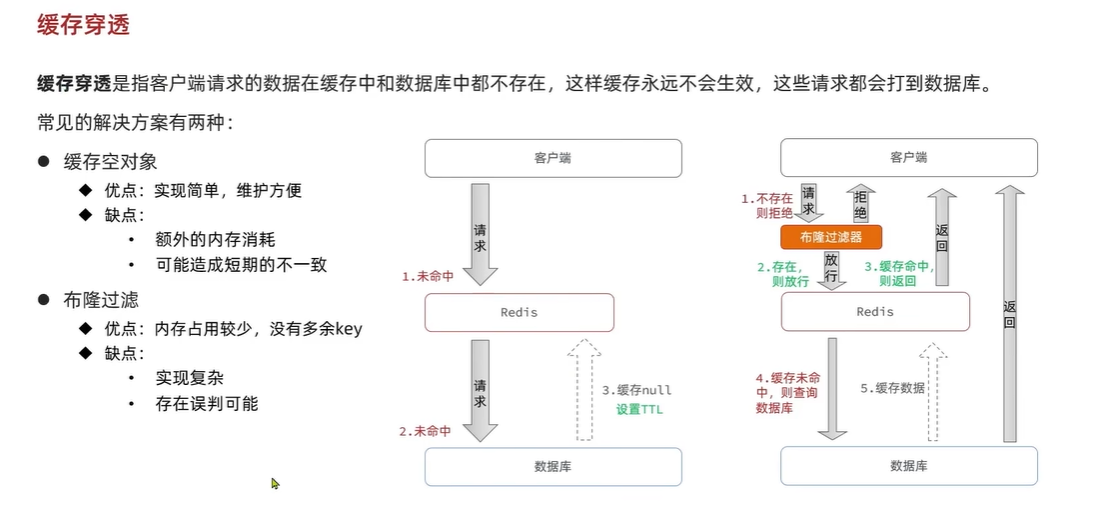 缓存穿透
缓存穿透是指客户端请求的数据在缓存中和数据库中都不存在，这样缓存永远不会生效，这些请求都会打到数据库。
常见的解决方案有两种：
● 缓存空对象
◆ 优点：实现简单，维护方便
◆ 缺点：
• 额外的内存消耗
• 可能造成短期的不一致
● 布隆过滤
◆ 优点：内存占用较少，没有多余key
◆ 缺点：
• 实现复杂
• 存在误判可能
客户端
请求
1.未命中
Redis
请求
3.缓存null
设置TTL
2.未命中
数据库
客户端
1.不存在
则拒绝
请求
拒绝
布隆过滤器
返回
2.存在，
则放行
放行
3.缓存命中，
则返回
Redis
返回
4.缓存未命
中，则查询
数据库
5.缓存数据
数据库